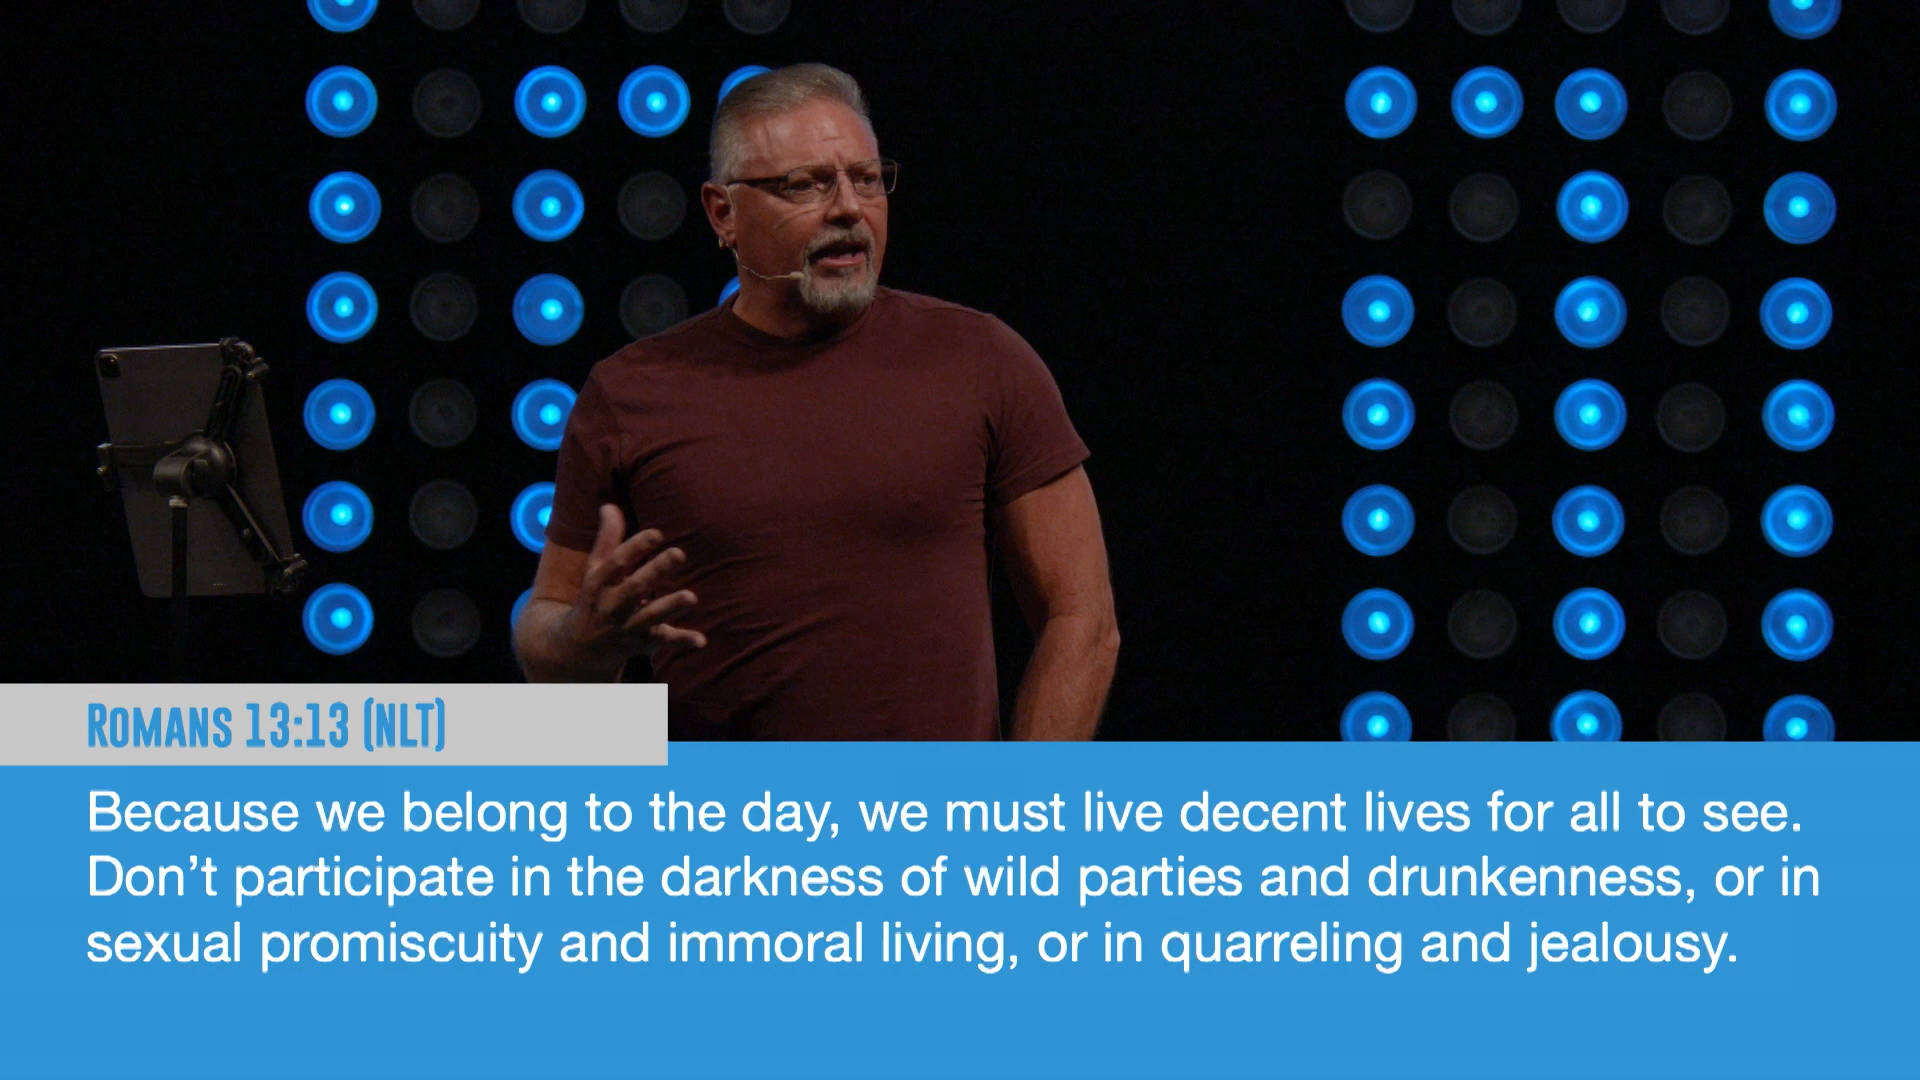 Romans 13:13 (NLT)
Because we belong to the day, we must live decent lives for all to see.
Don’t participate in the darkness of wild parties and drunkenness, or in
sexual promiscuity and immoral living, or in quarreling and jealousy.